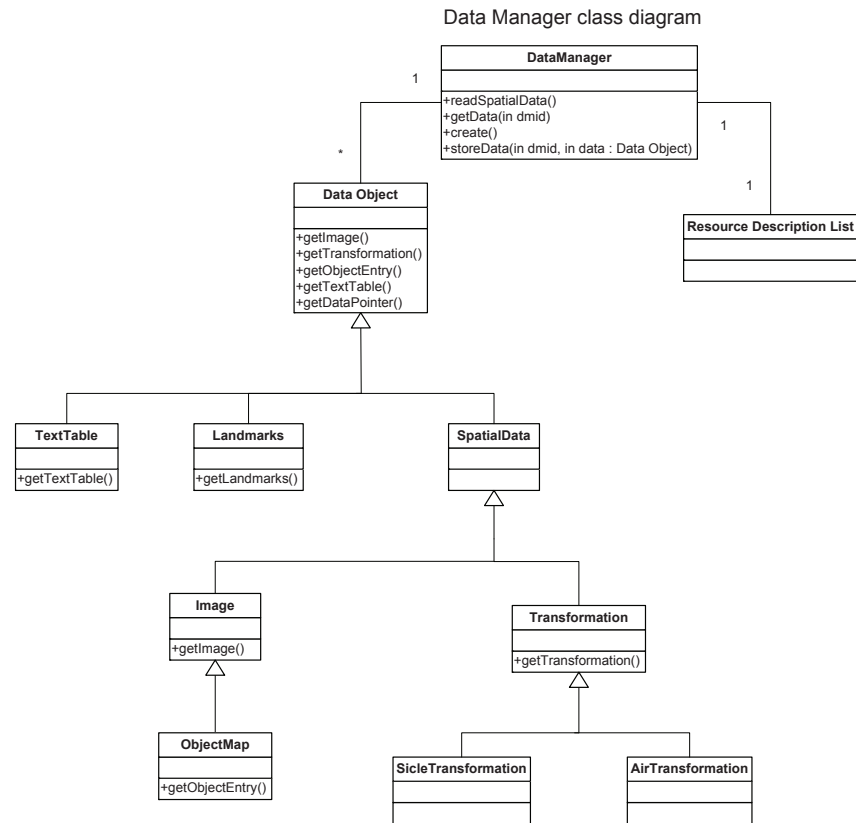 Data Manager class diagram
DataManager
+readSpatialData()
+getData(in dmid)
+create()
+storeData(in dmid, in data : Data Object)
1
*
1
1
Data Object
+getImage()
+getTransformation()
+getObjectEntry()
+getTextTable()
+getDataPointer()
Resource Description List
TextTable
+getTextTable()
Landmarks
+getLandmarks()
SpatialData
Image
+getImage()
Transformation
+getTransformation()
ObjectMap
+getObjectEntry()
SicleTransformation
AirTransformation